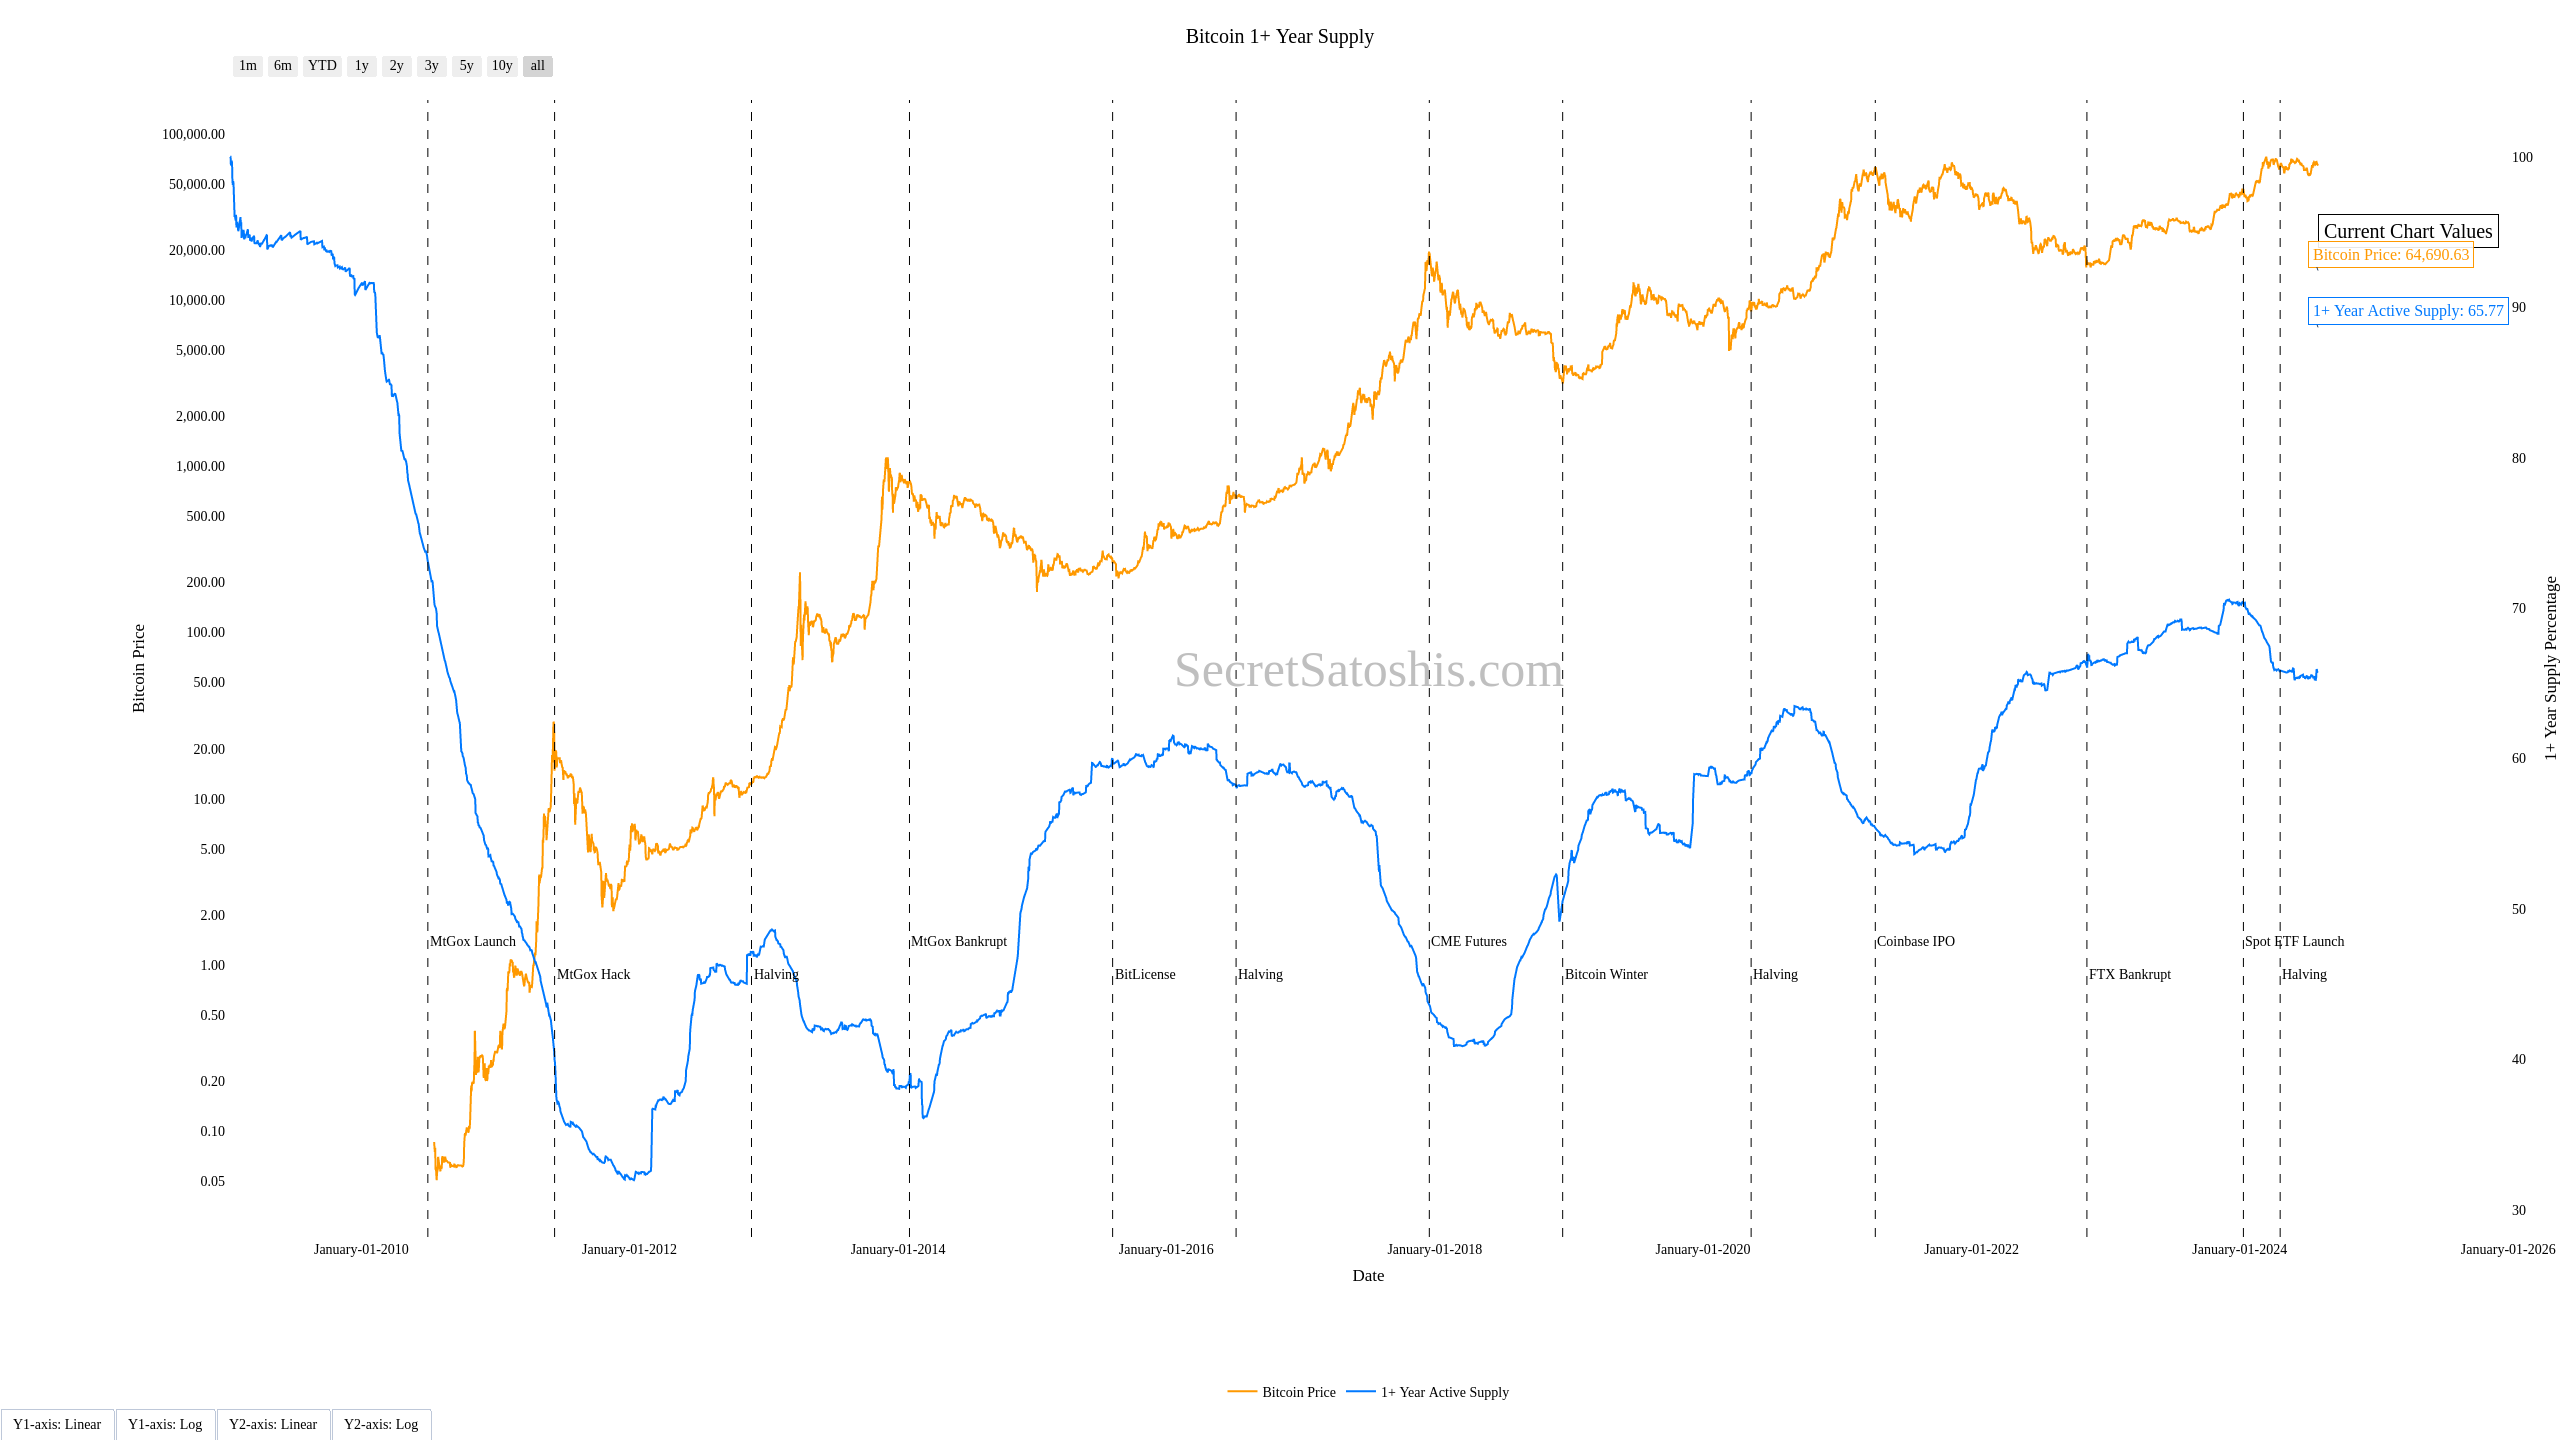 Bitcoin 1+ Year Supply
1m 6m YTD 1y 2y 3y 5y 10y all
100,000.00
50,000.00
20,000.00
10,000.00
5,000.00
2,000.00
1,000.00
500.00
200.00
100.00
50.00
20.00
10.00
5.00
2.00
1.00
0.50
0.20
0.10
0.05
Bitcoin Price
100
90
80
70
60
50
40
30
1+ Year Supply Percentage
Current Chart Values
Bitcoin Price: 64,690.63
1+ Year Active Supply: 65.77
SecretSatoshis.com
MtGox Launch
MtGox Hack
Halving
MtGox Bankrupt
BitLicense
Halving
CME Futures
Bitcoin Winter
Halving
Coinbase IPO
FTX Bankrupt
Spot ETF Launch
Halving
January-01-2010 January-01-2012 January-01-2014 January-01-2016 January-01-2018 January-01-2020 January-01-2022 January-01-2024 January-01-2026
Date
Bitcoin Price 1+ Year Active Supply
Y1-axis: Linear Y1-axis: Log Y2-axis: Linear Y2-axis: Log